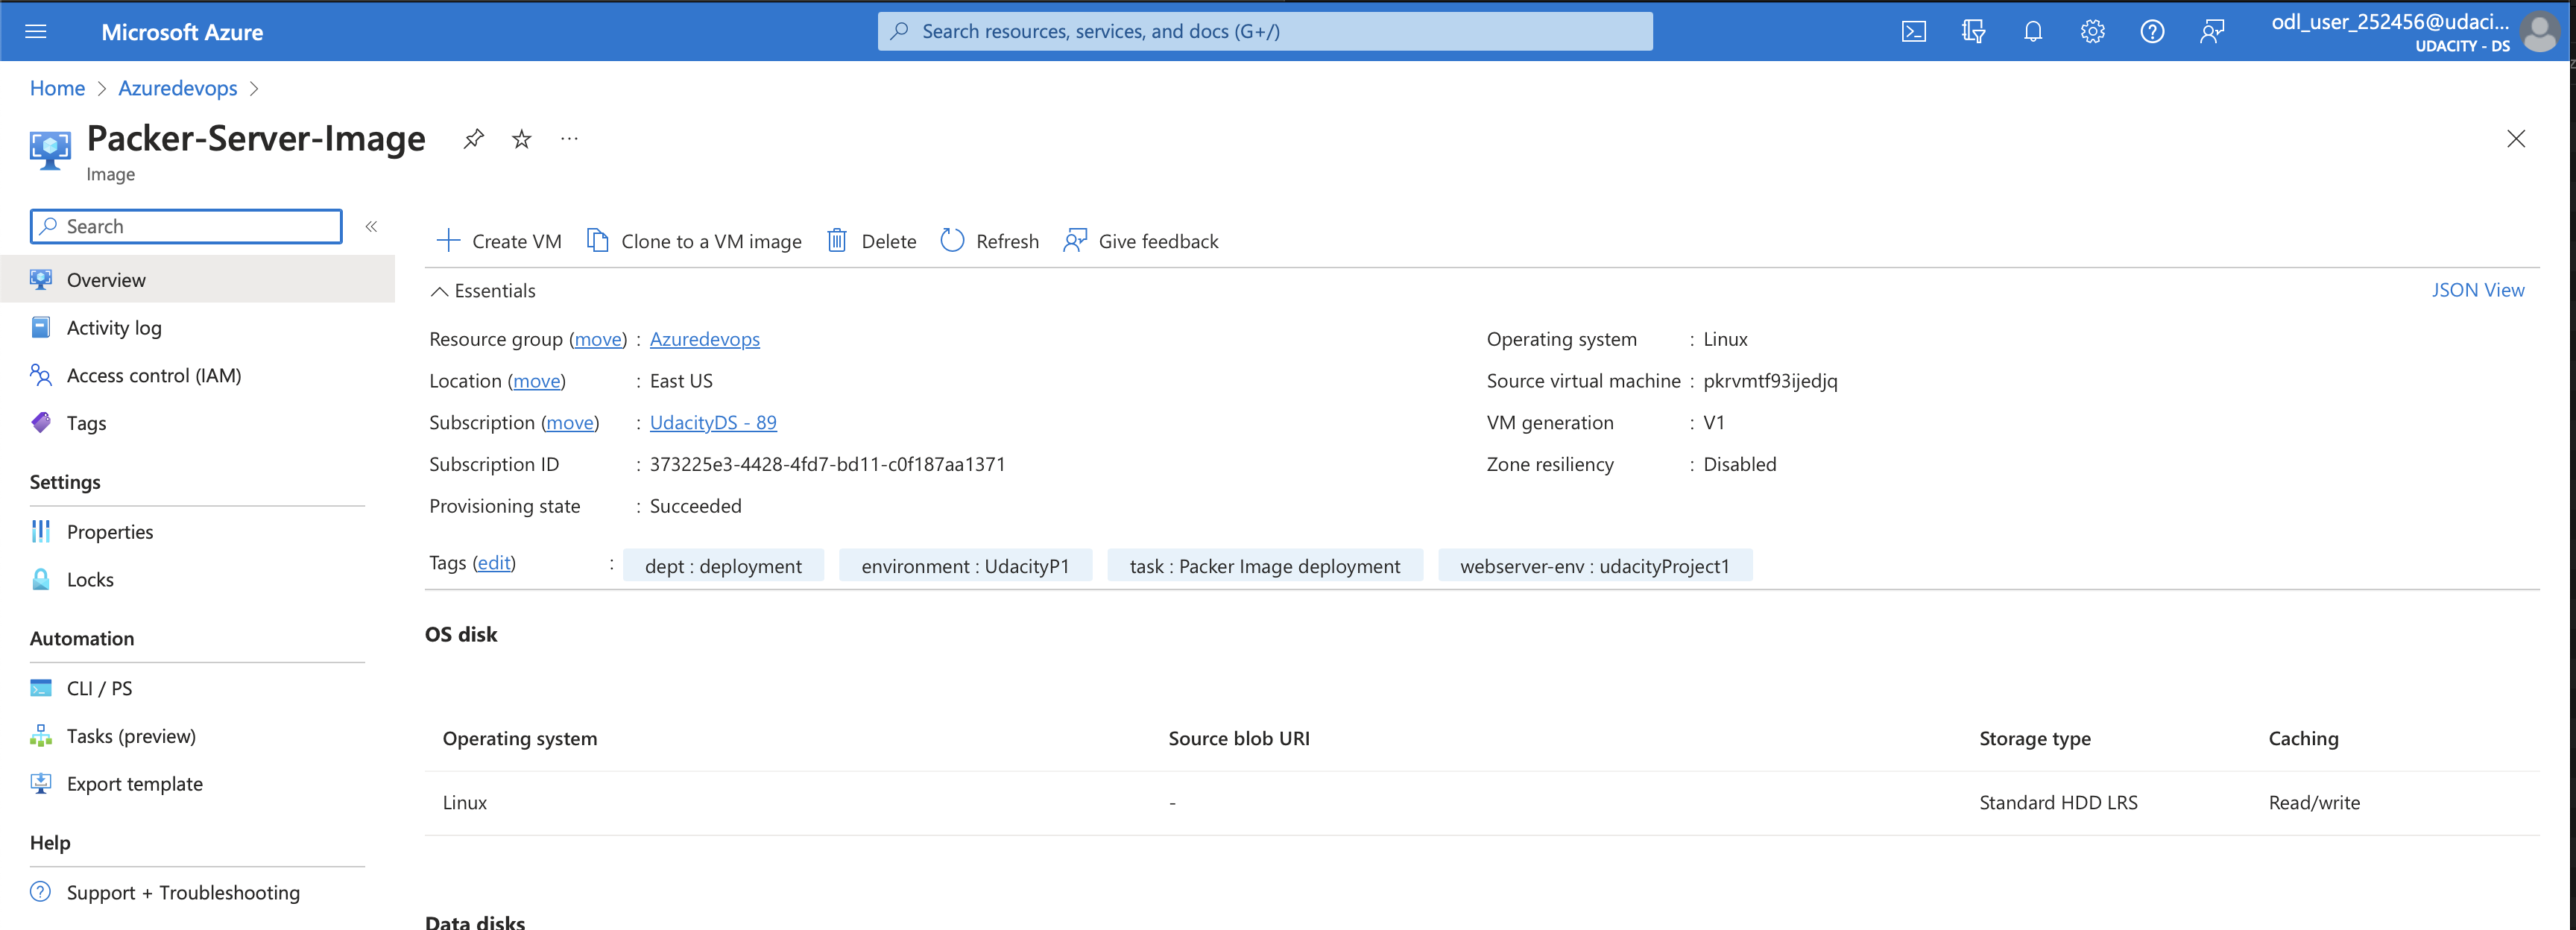 Microsoft Azure
Search resources, services, and docs (G+/)
odl_user_252456@udaci...
UDACITY - DS
Home > Azuredevops >
Packer-Server-Image
Image
Search
«
Overview
Activity log
Access control (IAM)
Tags
Settings
Properties
Locks
Automation
CLI / PS
Tasks (preview)
Export template
Help
Support + Troubleshooting
Create VM Clone to a VM image Delete Refresh Give feedback
Essentials
JSON View
Resource group (move) : Azuredevops
Location (move) : East US
Subscription (move) : UdacityDS - 89
Subscription ID : 373225e3-4428-4fd7-bd11-c0f187aa1371
Provisioning state : Succeeded
Operating system : Linux
Source virtual machine : pkrvmtf93ijedjq
VM generation : V1
Zone resiliency : Disabled
Tags (edit) : dept : deployment environment : UdacityP1 task : Packer Image deployment webserver-env : udacityProject1
OS disk
Operating system Source blob URI Storage type Caching
Linux - Standard HDD LRS Read/write
Data disks